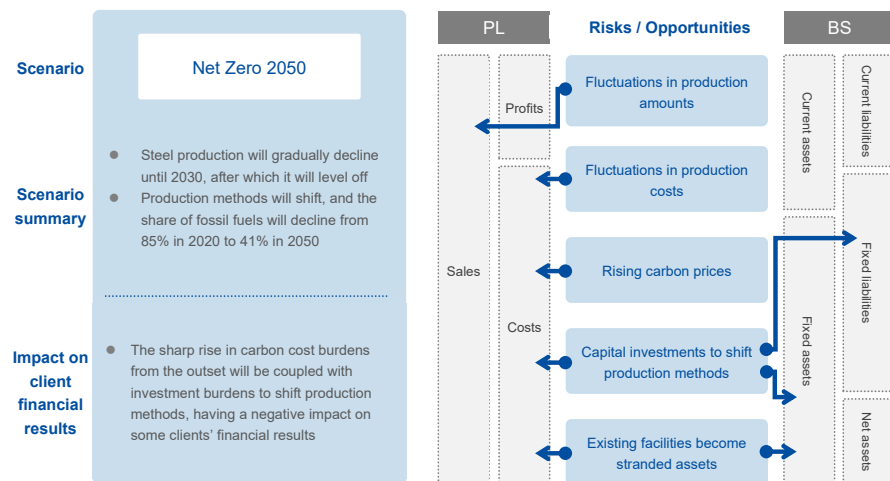 Scenario
Net Zero 2050
Scenario
summary
● Steel production will gradually decline
until 2030, after which it will level off
● Production methods will shift, and the
share of fossil fuels will decline from
85% in 2020 to 41% in 2050
Impact on
client
financial
results
● The sharp rise in carbon cost burdens
from the outset will be coupled with
investment burdens to shift production
methods, having a negative impact on
some clients' financial results
PL
Risks / Opportunities
BS
Sales
Profits
Costs
Fluctuations in production
amounts
Fluctuations in production
costs
Rising carbon prices
Capital investments to shift
production methods
Existing facilities become
stranded assets
Current assets
Fixed assets
Current liabilities
Fixed liabilities
Net assets